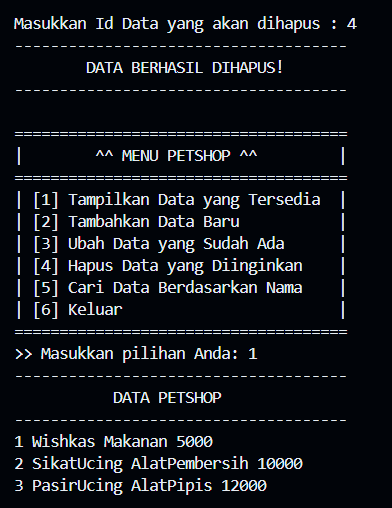 Masukkan Id Data yang akan dihapus : 4
-------------------------------------
DATA BERHASIL DIHAPUS!
-------------------------------------
=====================================
| ^^ MENU PETSHOP ^^ |
=====================================
| [1] Tampilkan Data yang Tersedia |
| [2] Tambahkan Data Baru |
| [3] Ubah Data yang Sudah Ada |
| [4] Hapus Data yang Diinginkan |
| [5] Cari Data Berdasarkan Nama |
| [6] Keluar |
=====================================
>> Masukkan pilihan Anda: 1
-------------------------------------
DATA PETSHOP
-------------------------------------
1 Wishkas Makanan 5000
2 SikatUcing AlatPembersih 10000
3 PasirUcing AlatPipis 12000